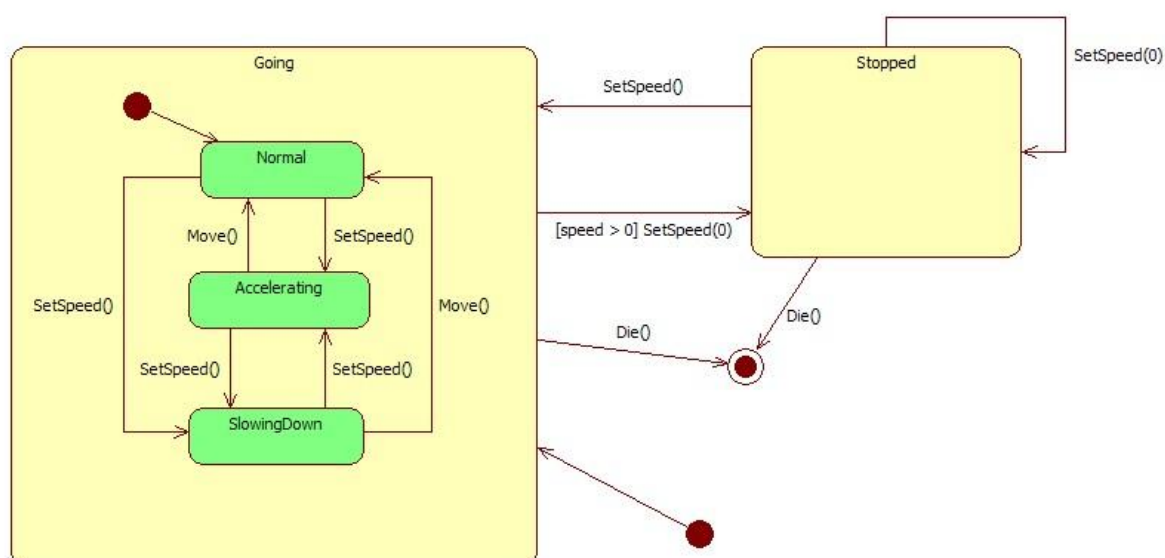 Going
Stopped
SetSpeed(0)
SetSpeed()
Normal
Move()
SetSpeed()
[speed > 0] SetSpeed(0)
Accelerating
SetSpeed()
Move()
Die()
Die()
SetSpeed()
SetSpeed()
SlowingDown